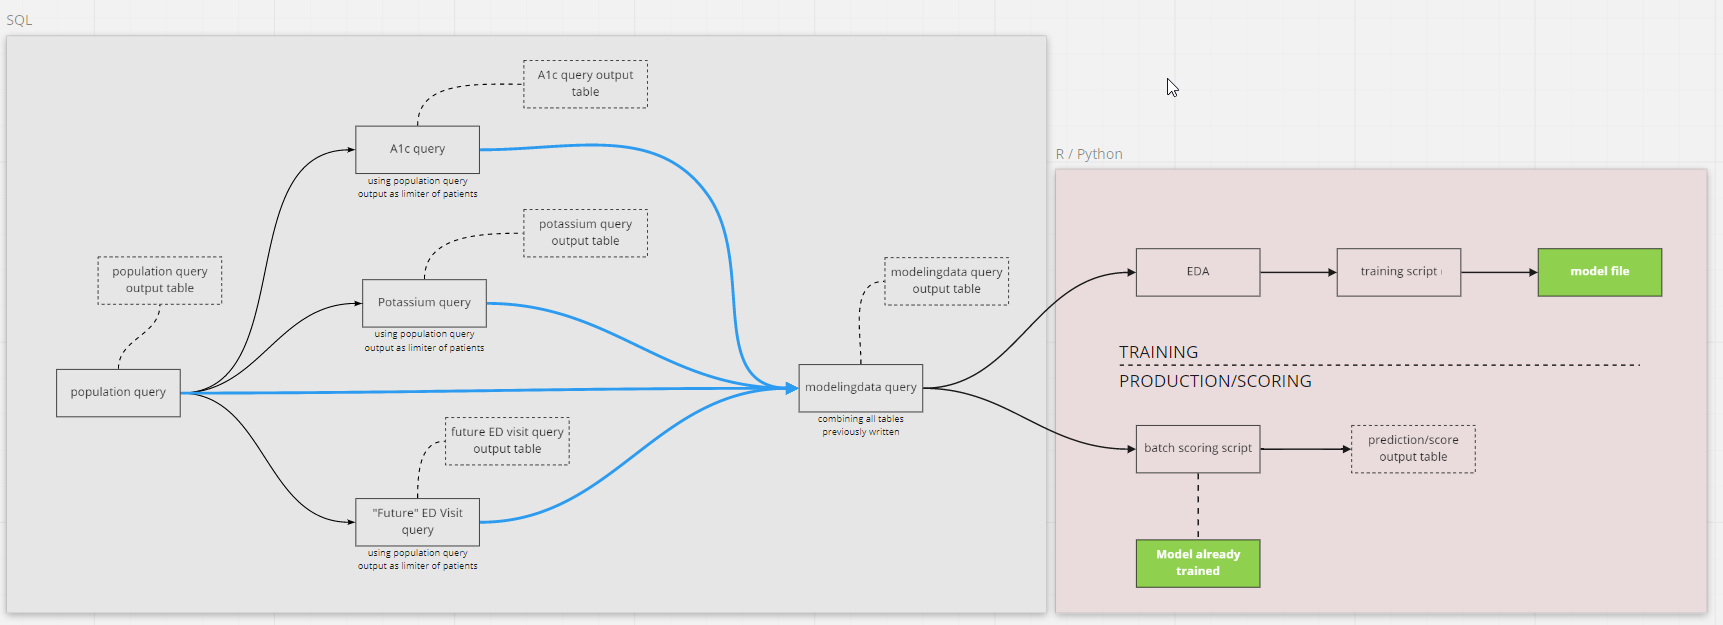 SQL
A1c query output
table
A1c query
using population query
output as limiter of patients
potassium query
output table
population query
output table
Potassium query
using population query
output as limiter of patients
modelingdata query
output table
population query
modelingdata query
combining all tables
previously written
future ED visit query
output table
"Future" ED Visit
query
using population query
output as limiter of patients
R / Python
EDA
training script
model file
TRAINING
PRODUCTION/SCORING
batch scoring script
prediction/score
output table
Model already
trained